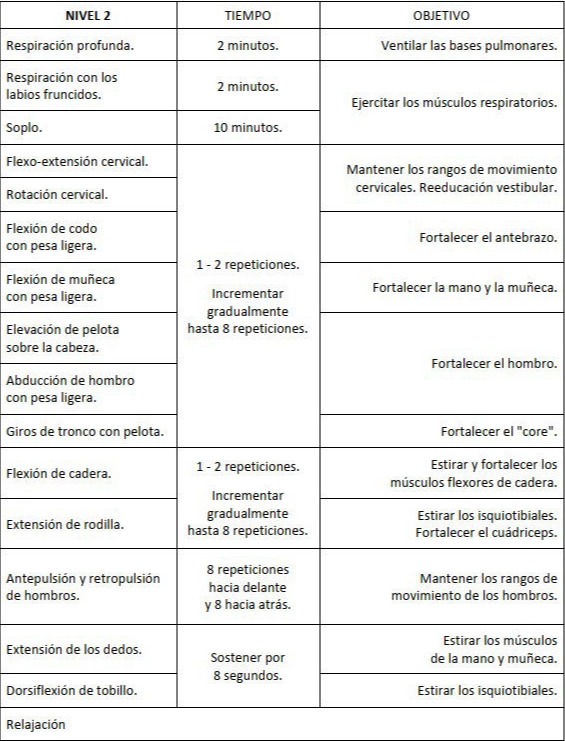 NIVEL 2
TIEMPO
OBJETIVO
Respiración profunda.
2 minutos.
Ventilar las bases pulmonares.
Respiración con los
labios fruncidos.
2 minutos.
Ejercitar los músculos respiratorios.
Soplo.
10 minutos.
Flexo-extensión cervical.
1 - 2 repeticiones.
Incrementar
gradualmente
hasta 8 repeticiones.
Mantener los rangos de movimiento
cervicales. Reeducación vestibular.
Rotación cervical.
Flexión de codo
con pesa ligera.
Fortalecer el antebrazo.
Flexión de muñeca
con pesa ligera.
Fortalecer la mano y la muñeca.
Elevación de pelota
sobre la cabeza.
Fortalecer el hombro.
Abducción de hombro
con pesa ligera.
Giros de tronco con pelota.
Fortalecer el "core".
Flexión de cadera.
1 - 2 repeticiones.
Incrementar
gradualmente
hasta 8 repeticiones.
Estirar y fortalecer los
músculos flexores de cadera.
Extensión de rodilla.
Estirar los isquiotibiales.
Fortalecer el cuádriceps.
Antepulsión y retropulsión
de hombros.
8 repeticiones
hacia delante
y 8 hacia atrás.
Mantener los rangos de
movimiento de los hombros.
Extensión de los dedos.
Sostener por
8 segundos.
Estirar los músculos
de la mano y muñeca.
Dorsiflexión de tobillo.
Estirar los isquiotibiales.
Relajación